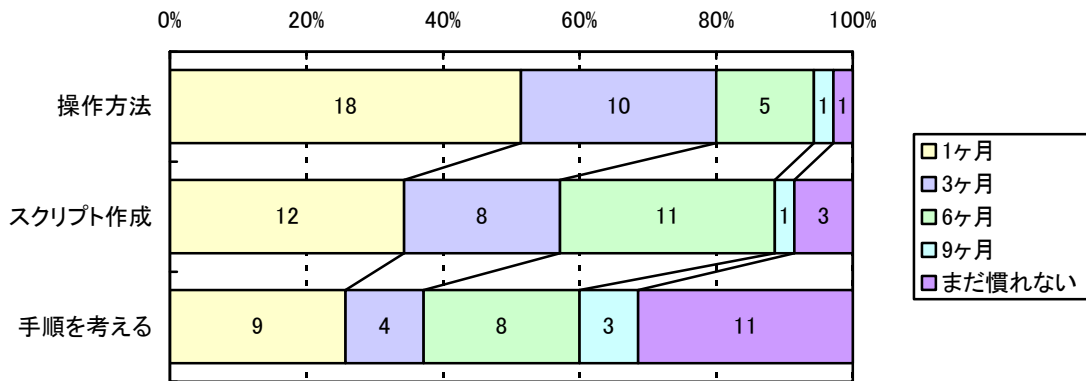 0% 20% 40% 60% 80% 100%
操作方法 18 10 5 1 1
スクリプト作成 12 8 11 1 3
手順を考える 9 4 8 3 11
1ヶ月
3ヶ月
6ヶ月
9ヶ月
まだ慣れない